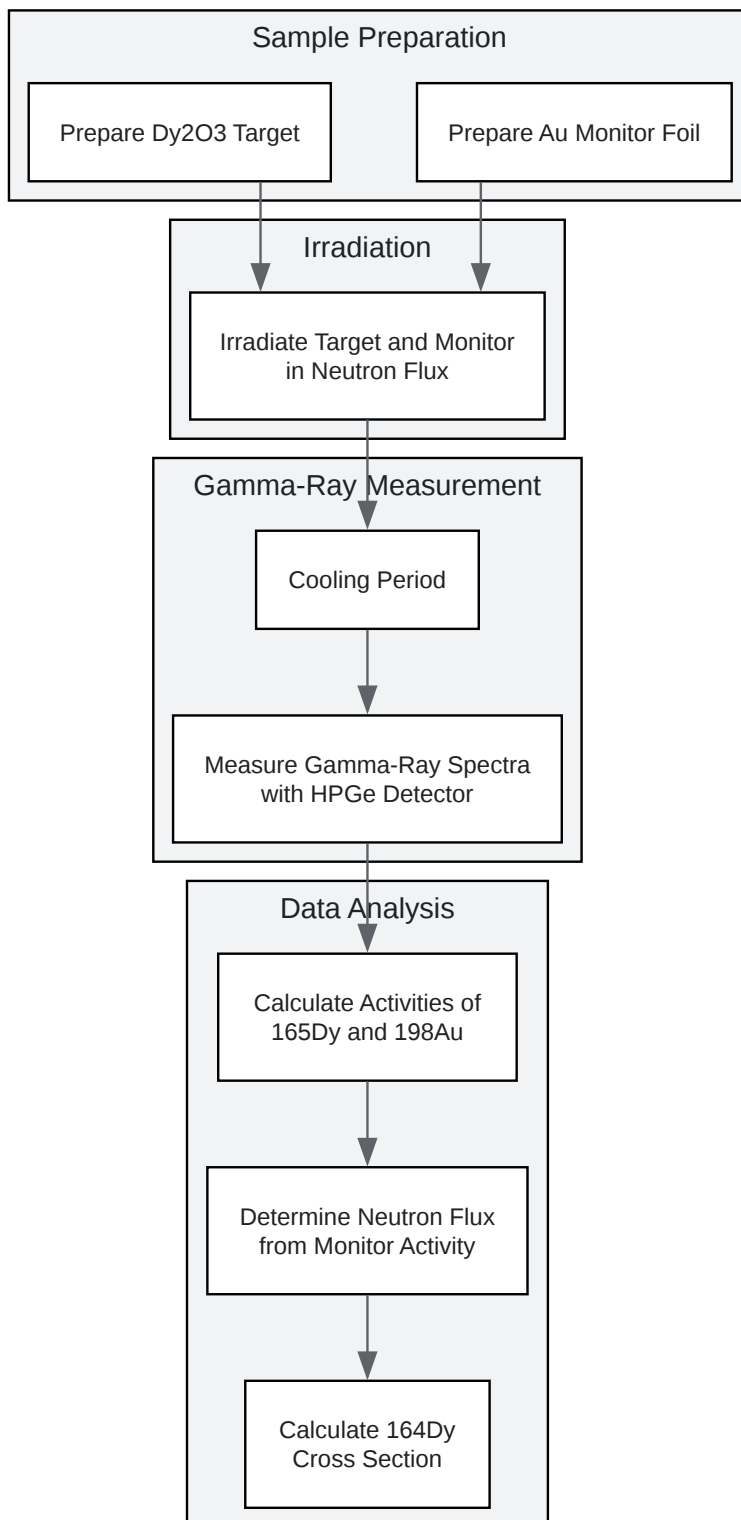 Sample Preparation
Prepare Dy2O3 Target
Prepare Au Monitor Foil
Irradiation
Irradiate Target and Monitor
in Neutron Flux
Gamma-Ray Measurement
Cooling Period
Measure Gamma-Ray Spectra
with HPGe Detector
Data Analysis
Calculate Activities of
165Dy and 198Au
Determine Neutron Flux
from Monitor Activity
Calculate 164Dy
Cross Section